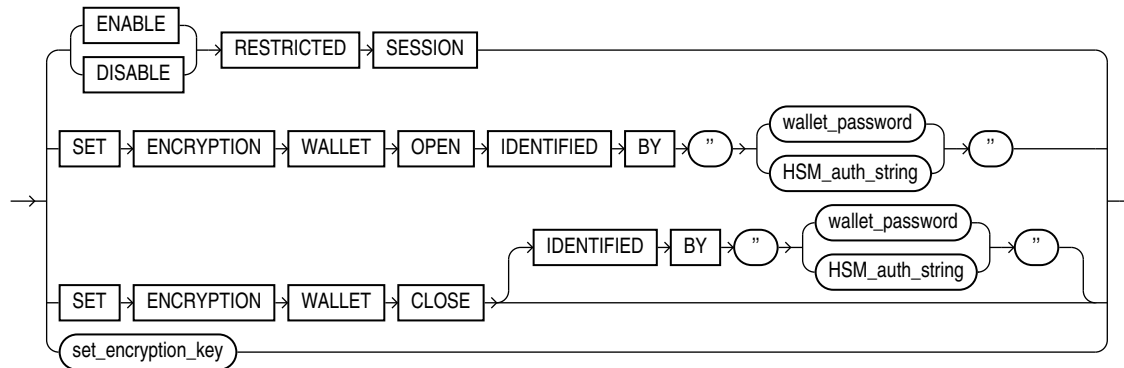 ENABLE
DISABLE
RESTRICTED SESSION
SET ENCRYPTION WALLET OPEN IDENTIFIED BY " wallet_password "
HSM_auth_string
IDENTIFIED BY " wallet_password "
HSM_auth_string
SET ENCRYPTION WALLET CLOSE
set_encryption_key